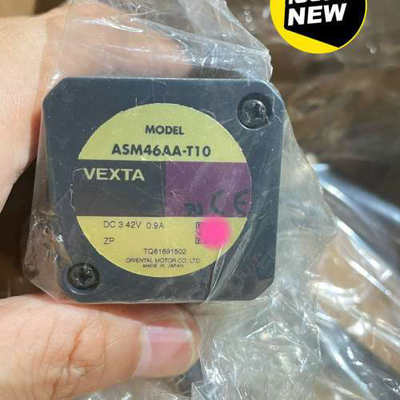 NEW
MODEL
ASM46AA-T10
VEXTA
CE
DC 3.42V 0.9A
ZP
TQ61691502
ORIENTAL MOTOR CO. LTD.
MADE IN JAPAN